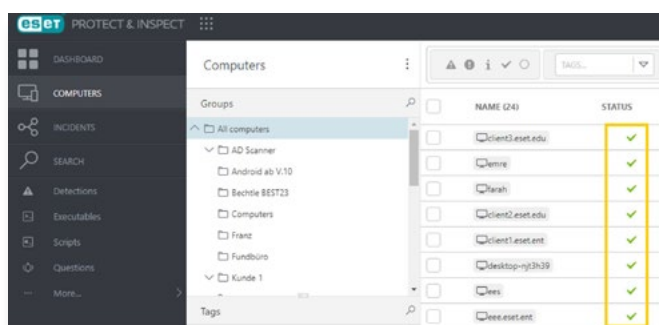 eset PROTECT & INSPECT
DASHBOARD
COMPUTERS
INCIDENTS
SEARCH
Detections
Executables
Scripts
Questions
More...
Computers
Groups
All computers
AD Scanner
Android ab V.10
Bechtle BEST23
Computers
Franz
Fundbüro
Kunde 1
Tags
TAGS...
NAME (24) STATUS
client3.eset.edu
emre
farah
client2.eset.edu
client1.eset.ent
desktop-njt3h39
ees
eee.eset.ent